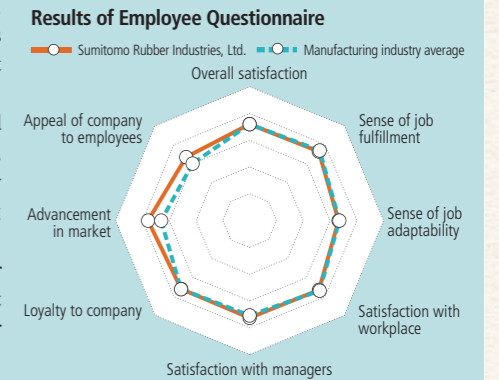 Results of Employee Questionnaire
Sumitomo Rubber Industries, Ltd. Manufacturing industry average
Overall satisfaction
Appeal of company
to employees
Sense of job
fulfillment
Advancement
in market
Sense of job
adaptability
Loyalty to company
Satisfaction with
workplace
Satisfaction with managers